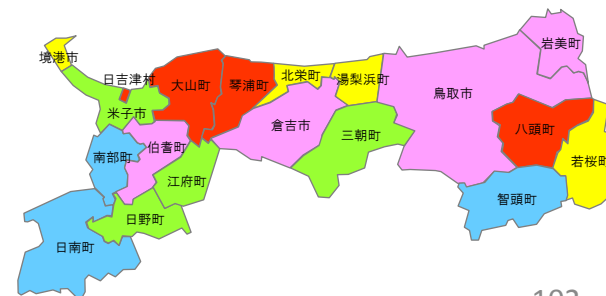 境港市
日吉津村
米子市
大山町
琴浦町
北栄町
湯梨浜町
鳥取市
岩美町
南部町
伯耆町
倉吉市
三朝町
八頭町
若桜町
江府町
智頭町
日野町
日南町